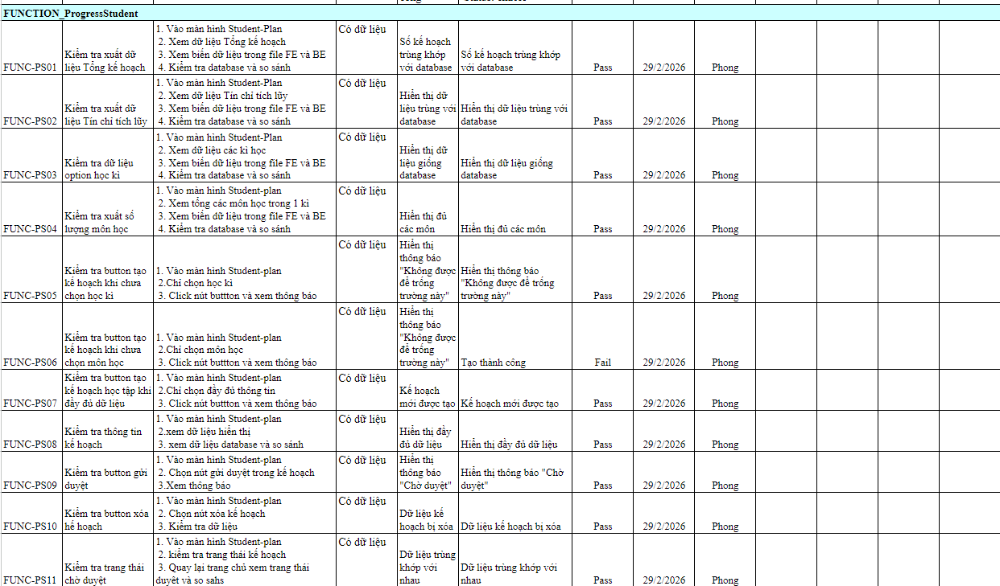 FUNCTION_ProgressStudent
FUNC-PS01
Kiểm tra xuất dữ
liệu Tổng kế hoạch
1. Vào màn hình Student-Plan
2. Xem dữ liệu Tổng kế hoạch
3. Xem biến dữ liệu trong file FE và BE
4. Kiểm tra database và so sánh
Có dữ liệu
Số kế hoạch
trùng khớp
với database
Số kế hoạch trùng khớp
với database
Pass
29/2/2026
Phong
FUNC-PS02
Kiểm tra xuất dữ
liệu Tín chỉ tích lũy
1. Vào màn hình Student-Plan
2. Xem dữ liệu Tín chỉ tích lũy
3. Xem biến dữ liệu trong file FE và BE
4. Kiểm tra database và so sánh
Có dữ liệu
Hiển thị dữ
liệu trùng với
database
Hiển thị dữ liệu trùng với
database
Pass
29/2/2026
Phong
FUNC-PS03
Kiểm tra dữ liệu
option học kì
1. Vào màn hình Student-Plan
2. Xem dữ liệu các kì học
3. Xem biến dữ liệu trong file FE và BE
4. Kiểm tra database và so sánh
Có dữ liệu
Hiển thị dữ
liệu giống
database
Hiển thị dữ liệu giống
database
Pass
29/2/2026
Phong
FUNC-PS04
Kiểm tra xuất số
lượng môn học
1. Vào màn hình Student-plan
2. Xem tổng các môn học trong 1 kì
3. Xem biến dữ liệu trong file FE và BE
4. Kiểm tra database và so sánh
Có dữ liệu
Hiển thị đủ
các môn
Hiển thị đủ các môn
Pass
29/2/2026
Phong
FUNC-PS05
Kiểm tra button tạo
kế hoạch khi chưa
chọn học kì
1. Vào màn hình Student-plan
2.Chỉ chọn học kì
3. Click nút buttton và xem thông báo
Có dữ liệu
Hiển thị
thông báo
"Không được
để trống
trường này"
Hiển thị thông báo
"Không được để trống
trường này"
Pass
29/2/2026
Phong
FUNC-PS06
Kiểm tra button tạo
kế hoạch khi chưa
chọn môn học
1. Vào màn hình Student-plan
2.Chỉ chọn môn học
3. Click nút buttton và xem thông báo
Có dữ liệu
Hiển thị
thông báo
"Không được
để trống
trường này"
Tạo thành công
Fail
29/2/2026
Phong
FUNC-PS07
Kiểm tra button tạo
kế hoạch học tập khi
đầy đủ dữ liệu
1. Vào màn hình Student-plan
2.Chỉ chọn đầy đủ thông tin
3. Click nút buttton và xem thông báo
Có dữ liệu
Kế hoạch
mới được tạo
Kế hoạch mới được tạo
Pass
29/2/2026
Phong
FUNC-PS08
Kiểm tra thông tin
kế hoạch
1. Vào màn hình Student-plan
2.xem dữ liệu hiển thị
3. xem dữ liệu database và so sánh
Có dữ liệu
Hiển thị đầy
đủ dữ liệu
Hiển thị đầy đủ dữ liệu
Pass
29/2/2026
Phong
FUNC-PS09
Kiểm tra button gửi
duyệt
1. Vào màn hình Student-plan
2. Chọn nút gửi duyệt trong kế hoạch
3.Xem thông báo
Có dữ liệu
Hiển thị
thông báo
"Chờ duyệt"
Hiển thị thông báo "Chờ
duyệt"
Pass
29/2/2026
Phong
FUNC-PS10
Kiểm tra button xóa
hế hoạch
1. Vào màn hình Student-plan
2. Chọn nút xóa kế hoạch
3. Kiểm tra dữ liệu
Có dữ liệu
Dữ liệu kế
hoạch bị xóa
Dữ liệu kế hoạch bị xóa
Pass
29/2/2026
Phong
FUNC-PS11
Kiểm tra trang thái
chờ duyệt
1. Vào màn hình Student-plan
2. kiểm tra trang thái kế hoạch
3. Quay lại trang chủ xem trang thái
duyêt và so sahs
Có dữ liệu
Dữ liệu trùng
khớp với
nhau
Dữ liệu trùng khớp với
nhau
Pass
29/2/2026
Phong